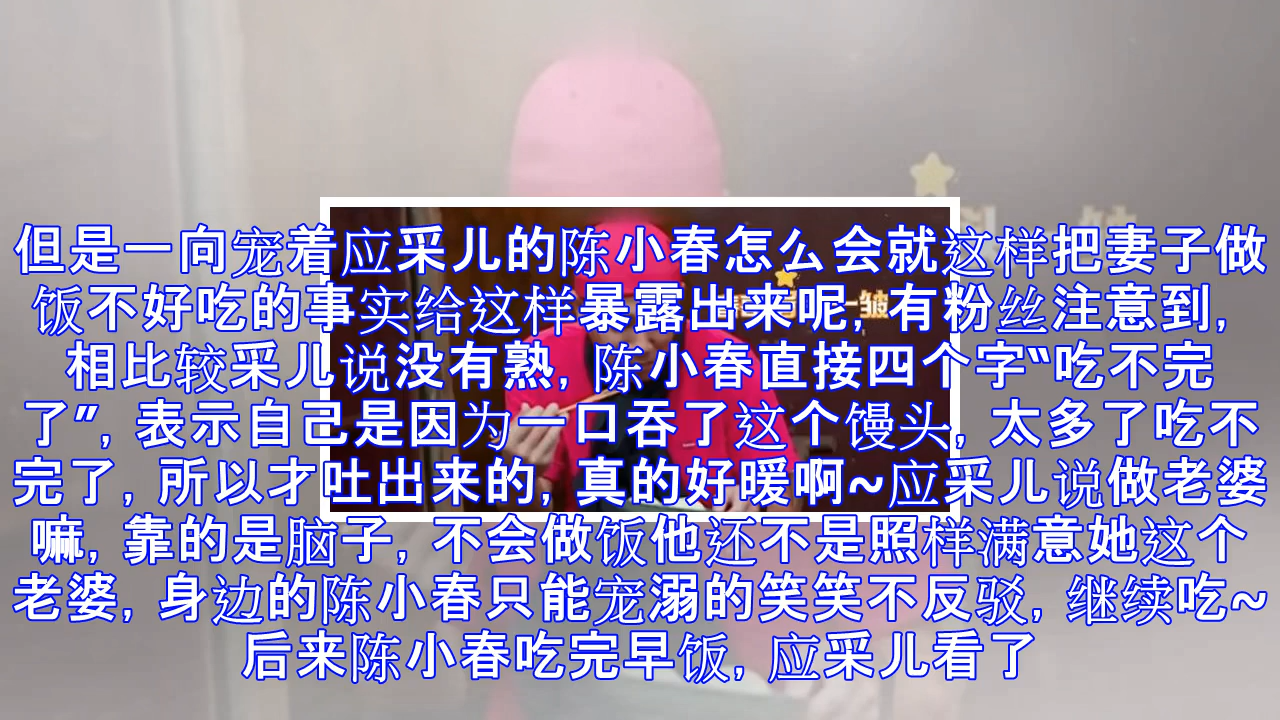 但是一向宠着应采儿的陈小春怎么会就这样把妻子做
饭不好吃的事实给这样暴露出来呢，有粉丝注意到，
相比较采儿说没有熟，陈小春直接四个字“吃不完
了”，表示自己是因为一口吞了这个馒头，太多了吃不
完了，所以才吐出来的，真的好暖啊~应采儿说做老婆
嘛，靠的是脑子，不会做饭他还不是照样满意她这个
老婆，身边的陈小春只能宠溺的笑笑不反驳，继续吃~
后来陈小春吃完早饭，应采儿看了